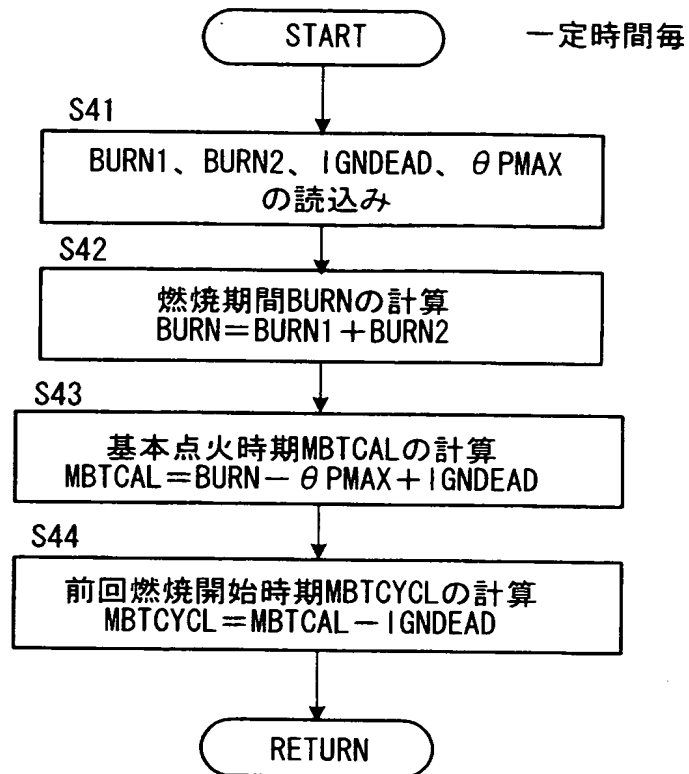 START
一定時間毎
S41
BURN1、BURN2、IGNDEAD、θPMAX
の読込み
S42
燃焼期間BURNの計算
BURN=BURN1+BURN2
S43
基本点火時期MBTCALの計算
MBTCAL=BURN-θPMAX+IGNDEAD
S44
前回燃焼開始時期MBTCYCLの計算
MBTCYCL=MBTCAL-IGNDEAD
RETURN